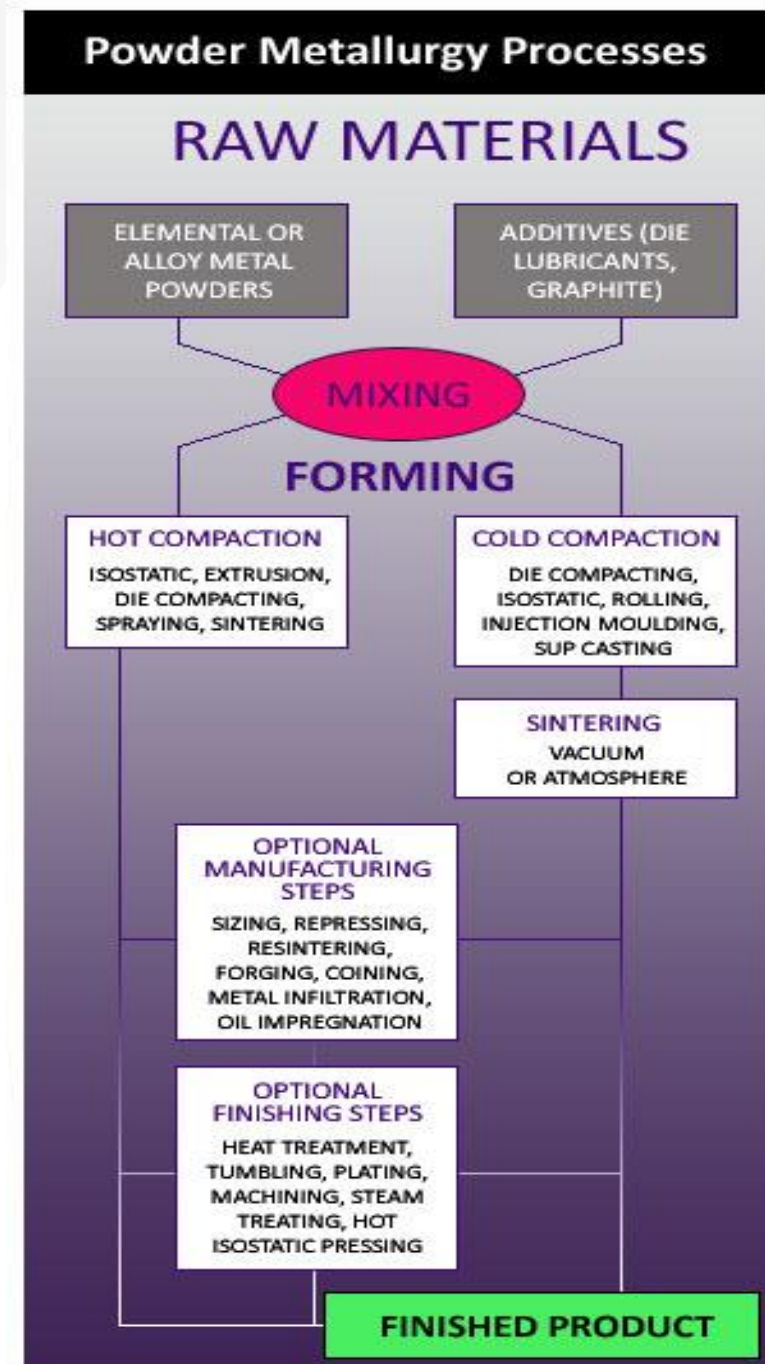 Powder Metallurgy Processes
RAW MATERIALS
ELEMENTAL OR
ALLOY METAL
POWDERS
ADDITIVES (DIE
LUBRICANTS,
GRAPHITE)
MIXING
FORMING
HOT COMPACTION
ISOSTATIC, EXTRUSION,
DIE COMPACTING,
SPRAYING, SINTERING
COLD COMPACTION
DIE COMPACTING,
ISOSTATIC, ROLLING,
INJECTION MOULDING,
SUP CASTING
SINTERING
VACUUM
OR ATMOSPHERE
OPTIONAL
MANUFACTURING
STEPS
SIZING, REPRESSING,
RESINTERING,
FORGING, COINING,
METAL INFILTRATION,
OIL IMPREGNATION
OPTIONAL
FINISHING STEPS
HEAT TREATMENT,
TUMBLING, PLATING,
MACHINING, STEAM
TREATING, HOT
ISOSTATIC PRESSING
FINISHED PRODUCT